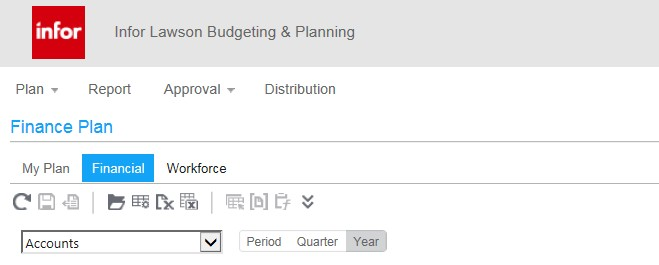 infor
Infor Lawson Budgeting & Planning
Plan Report Approval Distribution
Finance Plan
My Plan Financial Workforce
Accounts Period Quarter Year